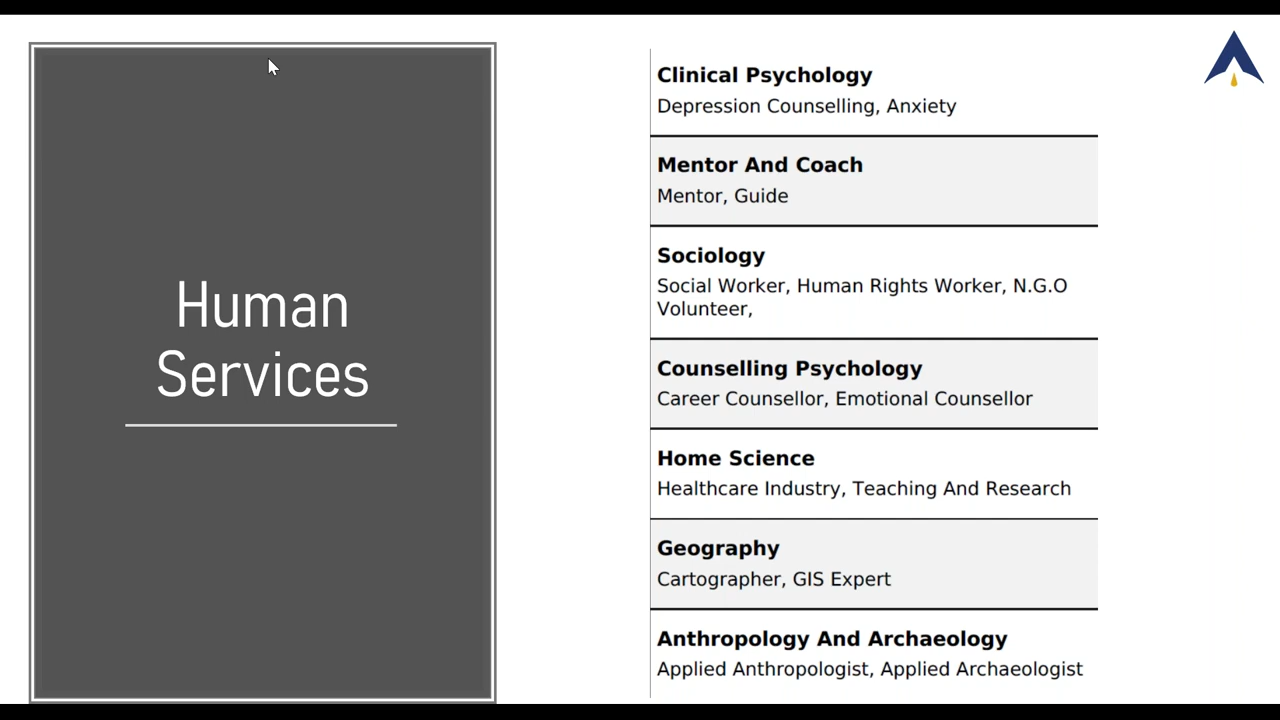 Human
Services
Clinical Psychology
Depression Counselling, Anxiety
Mentor And Coach
Mentor, Guide
Sociology
Social Worker, Human Rights Worker, N.G.O
Volunteer,
Counselling Psychology
Career Counsellor, Emotional Counsellor
Home Science
Healthcare Industry, Teaching And Research
Geography
Cartographer, GIS Expert
Anthropology And Archaeology
Applied Anthropologist, Applied Archaeologist